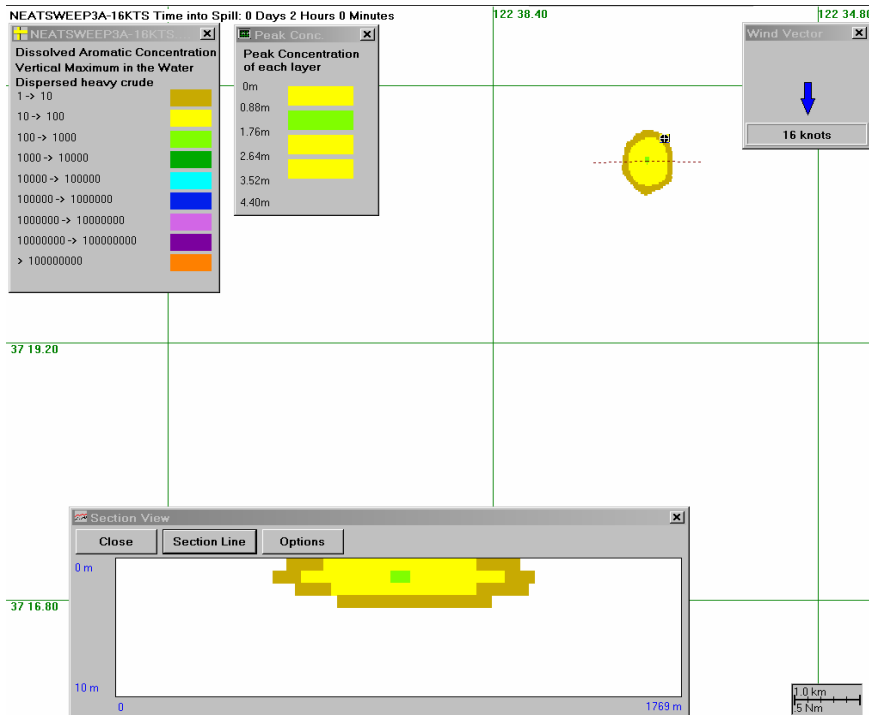 NEATSWEEP3A-16KTS Time into Spill: 0 Days 2 Hours 0 Minutes
122 38.40
122 34.80
NEATSWEEP3A-16KTS
Dissolved Aromatic Concentration
Vertical Maximum in the Water
Dispersed heavy crude
1 -> 10
10 -> 100
100 -> 1000
1000 -> 10000
10000 -> 100000
100000 -> 1000000
1000000 -> 10000000
10000000 -> 100000000
> 100000000
Peak Conc.
Peak Concentration
of each layer
0m
0.88m
1.76m
2.64m
3.52m
4.40m
Wind Vector
16 knots
37 19.20
37 16.80
Section View
Close
Section Line
Options
0 m
10 m
0
1769 m
1.0 km
.5 Nm